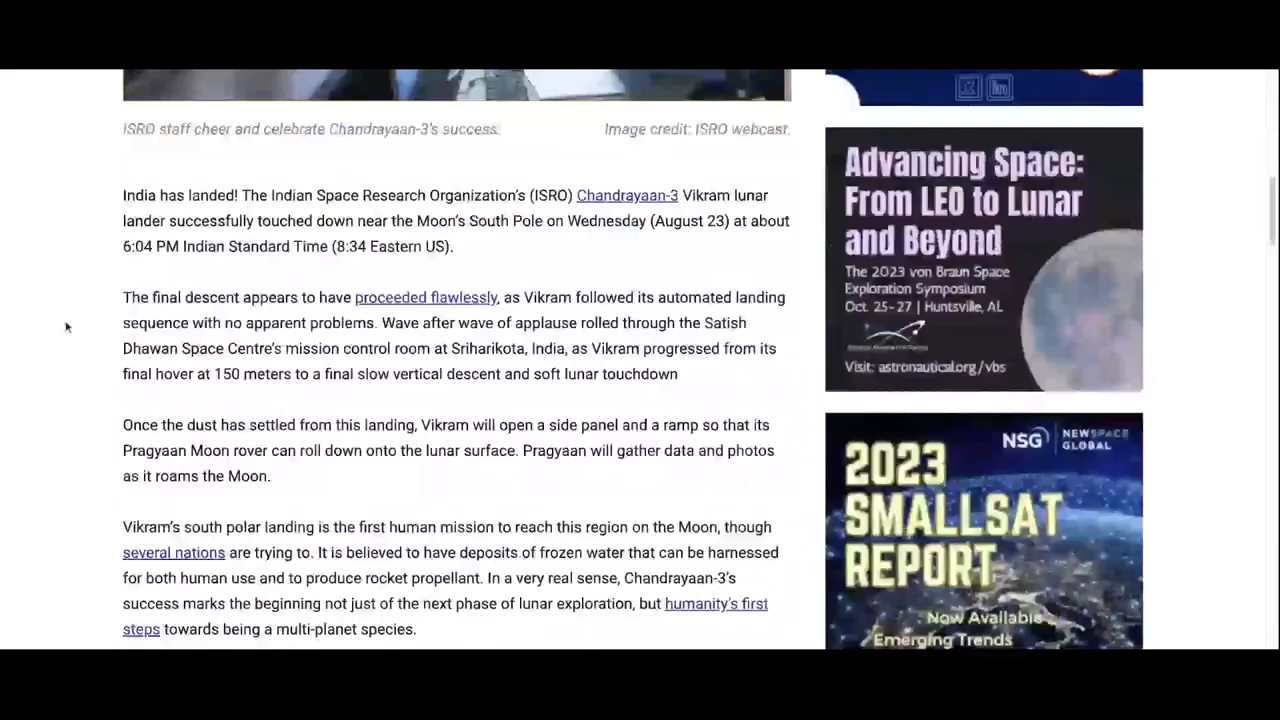 ISRO staff cheer and celebrate Chandrayaan-3's success.
Image credit: ISRO webcast.
India has landed! The Indian Space Research Organization's (ISRO) Chandrayaan-3 Vikram lunar
lander successfully touched down near the Moon's South Pole on Wednesday (August 23) at about
6:04 PM Indian Standard Time (8:34 Eastern US).
The final descent appears to have proceeded flawlessly, as Vikram followed its automated landing
sequence with no apparent problems. Wave after wave of applause rolled through the Satish
Dhawan Space Centre's mission control room at Sriharikota, India, as Vikram progressed from its
final hover at 150 meters to a final slow vertical descent and soft lunar touchdown
Once the dust has settled from this landing, Vikram will open a side panel and a ramp so that its
Pragyaan Moon rover can roll down onto the lunar surface. Pragyaan will gather data and photos
as it roams the Moon.
Vikram's south polar landing is the first human mission to reach this region on the Moon, though
several nations are trying to. It is believed to have deposits of frozen water that can be harnessed
for both human use and to produce rocket propellant. In a very real sense, Chandrayaan-3's
success marks the beginning not just of the next phase of lunar exploration, but humanity's first
steps towards being a multi-planet species.
Advancing Space:
From LEO to Lunar
and Beyond
The 2023 von Braun Space
Exploration Symposium
Oct. 25-27 | Huntsville, AL
Visit: astronautical.org/vbs
NSG NEWSPACE
GLOBAL
2023
SMALLSAT
REPORT
Now Available
Emerging Trends